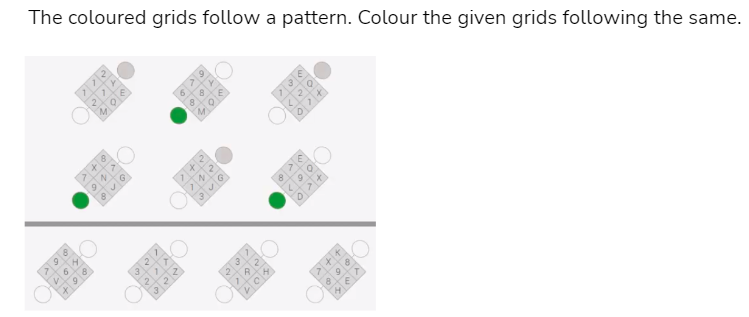 The coloured grids follow a pattern. Colour the given grids following the same.
2 9 E
1 Y 7 Y 3 Q
1 1 E 6 8 E 1 2 X
2 Q 8 Q L 1
M M D
8 2 E
X 7 X 2 7 Q
7 N G 1 N G 8 9 X
9 J 1 J L 7
8 3 D
8 1 1 K
9 H 2 T 3 2 X 8
7 6 8 3 1 Z 2 R H 7 9 T
V 9 2 2 1 C 8 E
X 3 V H